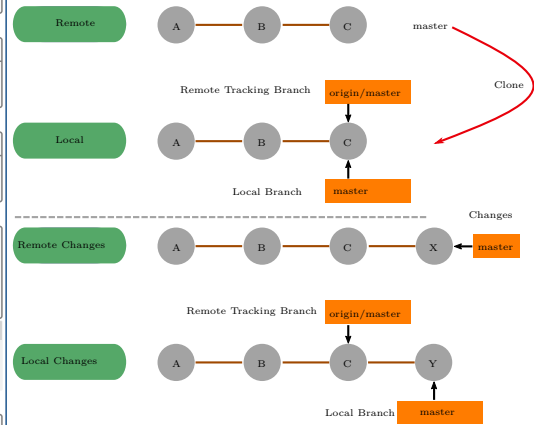 Remote A B C master
Clone
Remote Tracking Branch origin/master
Local A B C
Local Branch master
Changes
Remote Changes A B C X master
Remote Tracking Branch origin/master
Local Changes A B C Y
Local Branch master